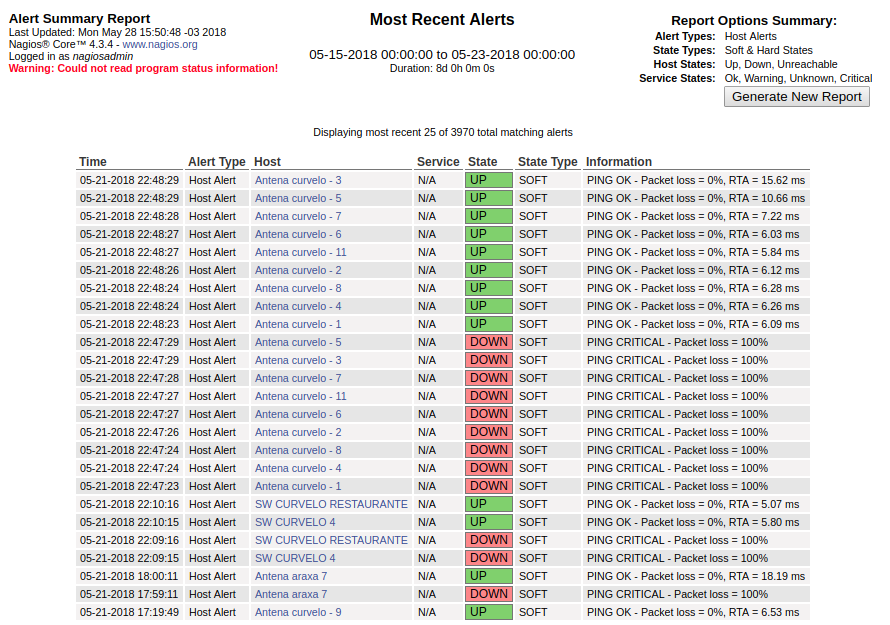 Alert Summary Report
Last Updated: Mon May 28 15:50:48 -03 2018
Nagios® Core™ 4.3.4 - www.nagios.org
Logged in as nagiosadmin
Warning: Could not read program status information!
Most Recent Alerts
05-15-2018 00:00:00 to 05-23-2018 00:00:00
Duration: 8d 0h 0m 0s
Report Options Summary:
Alert Types: Host Alerts
State Types: Soft & Hard States
Host States: Up, Down, Unreachable
Service States: Ok, Warning, Unknown, Critical
Generate New Report
Displaying most recent 25 of 3970 total matching alerts
Time Alert Type Host Service State State Type Information
05-21-2018 22:48:29 Host Alert Antena curvelo - 3 N/A UP SOFT PING OK - Packet loss = 0%, RTA = 15.62 ms
05-21-2018 22:48:29 Host Alert Antena curvelo - 5 N/A UP SOFT PING OK - Packet loss = 0%, RTA = 10.66 ms
05-21-2018 22:48:28 Host Alert Antena curvelo - 7 N/A UP SOFT PING OK - Packet loss = 0%, RTA = 7.22 ms
05-21-2018 22:48:27 Host Alert Antena curvelo - 6 N/A UP SOFT PING OK - Packet loss = 0%, RTA = 6.03 ms
05-21-2018 22:48:27 Host Alert Antena curvelo - 11 N/A UP SOFT PING OK - Packet loss = 0%, RTA = 5.84 ms
05-21-2018 22:48:26 Host Alert Antena curvelo - 2 N/A UP SOFT PING OK - Packet loss = 0%, RTA = 6.12 ms
05-21-2018 22:48:24 Host Alert Antena curvelo - 8 N/A UP SOFT PING OK - Packet loss = 0%, RTA = 6.28 ms
05-21-2018 22:48:24 Host Alert Antena curvelo - 4 N/A UP SOFT PING OK - Packet loss = 0%, RTA = 6.26 ms
05-21-2018 22:48:23 Host Alert Antena curvelo - 1 N/A UP SOFT PING OK - Packet loss = 0%, RTA = 6.09 ms
05-21-2018 22:47:29 Host Alert Antena curvelo - 5 N/A DOWN SOFT PING CRITICAL - Packet loss = 100%
05-21-2018 22:47:29 Host Alert Antena curvelo - 3 N/A DOWN SOFT PING CRITICAL - Packet loss = 100%
05-21-2018 22:47:28 Host Alert Antena curvelo - 7 N/A DOWN SOFT PING CRITICAL - Packet loss = 100%
05-21-2018 22:47:27 Host Alert Antena curvelo - 11 N/A DOWN SOFT PING CRITICAL - Packet loss = 100%
05-21-2018 22:47:27 Host Alert Antena curvelo - 6 N/A DOWN SOFT PING CRITICAL - Packet loss = 100%
05-21-2018 22:47:26 Host Alert Antena curvelo - 2 N/A DOWN SOFT PING CRITICAL - Packet loss = 100%
05-21-2018 22:47:24 Host Alert Antena curvelo - 8 N/A DOWN SOFT PING CRITICAL - Packet loss = 100%
05-21-2018 22:47:24 Host Alert Antena curvelo - 4 N/A DOWN SOFT PING CRITICAL - Packet loss = 100%
05-21-2018 22:47:23 Host Alert Antena curvelo - 1 N/A DOWN SOFT PING CRITICAL - Packet loss = 100%
05-21-2018 22:10:16 Host Alert SW CURVELO RESTAURANTE N/A UP SOFT PING OK - Packet loss = 0%, RTA = 5.07 ms
05-21-2018 22:10:15 Host Alert SW CURVELO 4 N/A UP SOFT PING OK - Packet loss = 0%, RTA = 5.80 ms
05-21-2018 22:09:16 Host Alert SW CURVELO RESTAURANTE N/A DOWN SOFT PING CRITICAL - Packet loss = 100%
05-21-2018 22:09:15 Host Alert SW CURVELO 4 N/A DOWN SOFT PING CRITICAL - Packet loss = 100%
05-21-2018 18:00:11 Host Alert Antena araxa 7 N/A UP SOFT PING OK - Packet loss = 0%, RTA = 18.19 ms
05-21-2018 17:59:11 Host Alert Antena araxa 7 N/A DOWN SOFT PING CRITICAL - Packet loss = 100%
05-21-2018 17:19:49 Host Alert Antena curvelo - 9 N/A UP SOFT PING OK - Packet loss = 0%, RTA = 6.53 ms